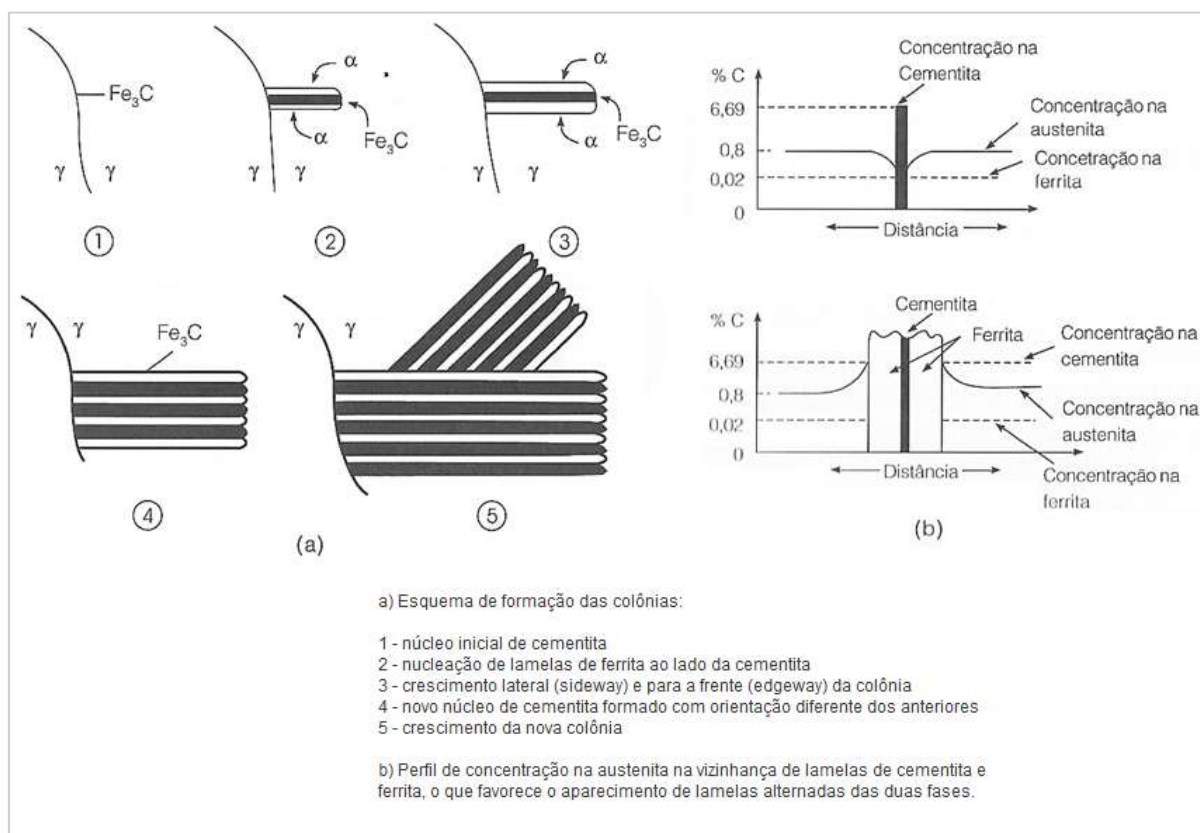 Fe₃C
γ γ
1
α
Fe₃C
α
γ γ
2
α
Fe₃C
α
γ γ
3
γ γ
Fe₃C
4
γ γ
5
(a)
Concentração na
Cementita
% C
6,69
0,8
0,02
0
Concentração na
austenita
Concetração na
ferrita
Distância
Cementita
Ferrita
% C
6,69
0,8
0,02
0
Concentração na
cementita
Concentração na
austenita
Concentração na
ferrita
Distância
(b)
a) Esquema de formação das colônias:
1 - núcleo inicial de cementita
2 - nucleação de lamelas de ferrita ao lado da cementita
3 - crescimento lateral (sideway) e para a frente (edgeway) da colônia
4 - novo núcleo de cementita formado com orientação diferente dos anteriores
5 - crescimento da nova colônia
b) Perfil de concentração na austenita na vizinhança de lamelas de cementita e
ferrita, o que favorece o aparecimento de lamelas alternadas das duas fases.